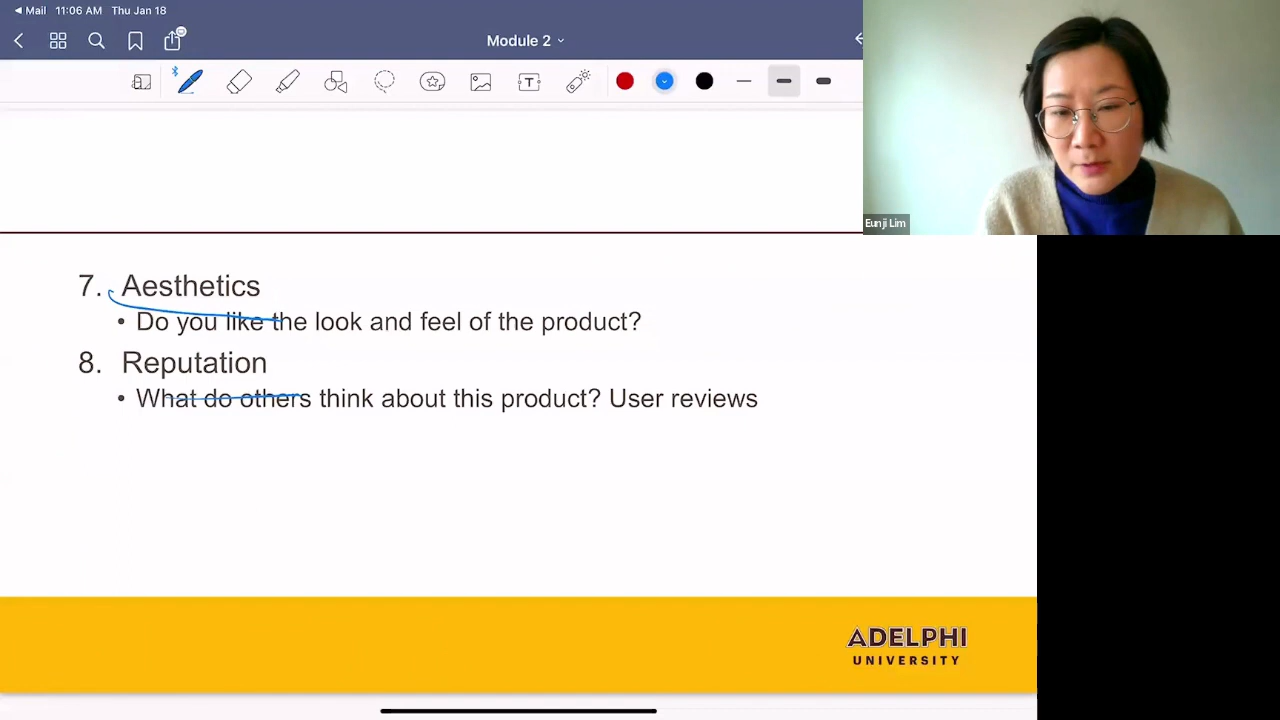 Mail 11:06 AM Thu Jan 18
Module 2
T
Eunji Lim
7. Aesthetics
• Do you like the look and feel of the product?
8. Reputation
• What do others think about this product? User reviews
ADELPHI
UNIVERSITY